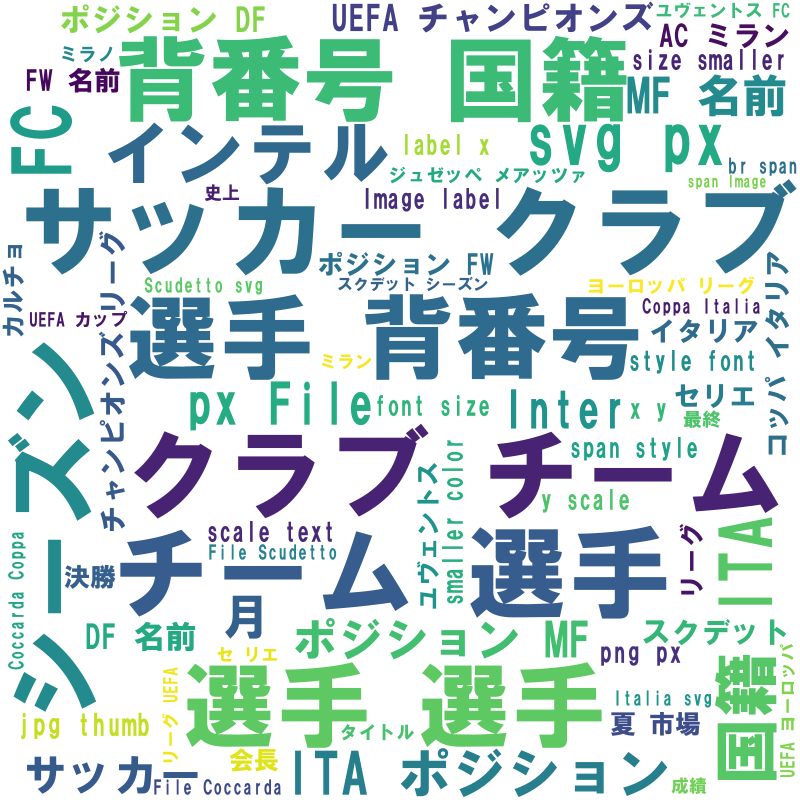 ポジション DF
UEFA チャンピオンズ
ユヴェントス FC
ミラノ
背番号 国籍
AC ミラン
size smaller
FW 名前
MF 名前
FC
インテル
label x
svg px
ジュゼッペ メアッツァ
br span
span Image
史上
Image label
サッカー クラブ
カルチョ
チャンピオンズ リーグ
ポジション FW
Scudetto svg
スクデット シーズン
ヨーロッパ リーグ
コッパ イタリア
UEFA カップ
選手 背番号
Coppa Italia
イタリア
ミラン
style font
シーズン
px File
font size
Inter
x y
セリエ
最終
クラブ チーム
span style
ユヴェントス
smaller color
y scale
scale text
File Scudetto
チーム 選手
リーグ
ITA
Coccarda Coppa
決勝
月
DF 名前
ポジション MF
スクデット
セ リエ
png px
国籍
UEFA ヨーロッパ
リーグ UEFA
選手 選手
Italia svg
jpg thumb
タイトル
夏 市場
サッカー
会長
ITA ポジション
File Coccarda
成績